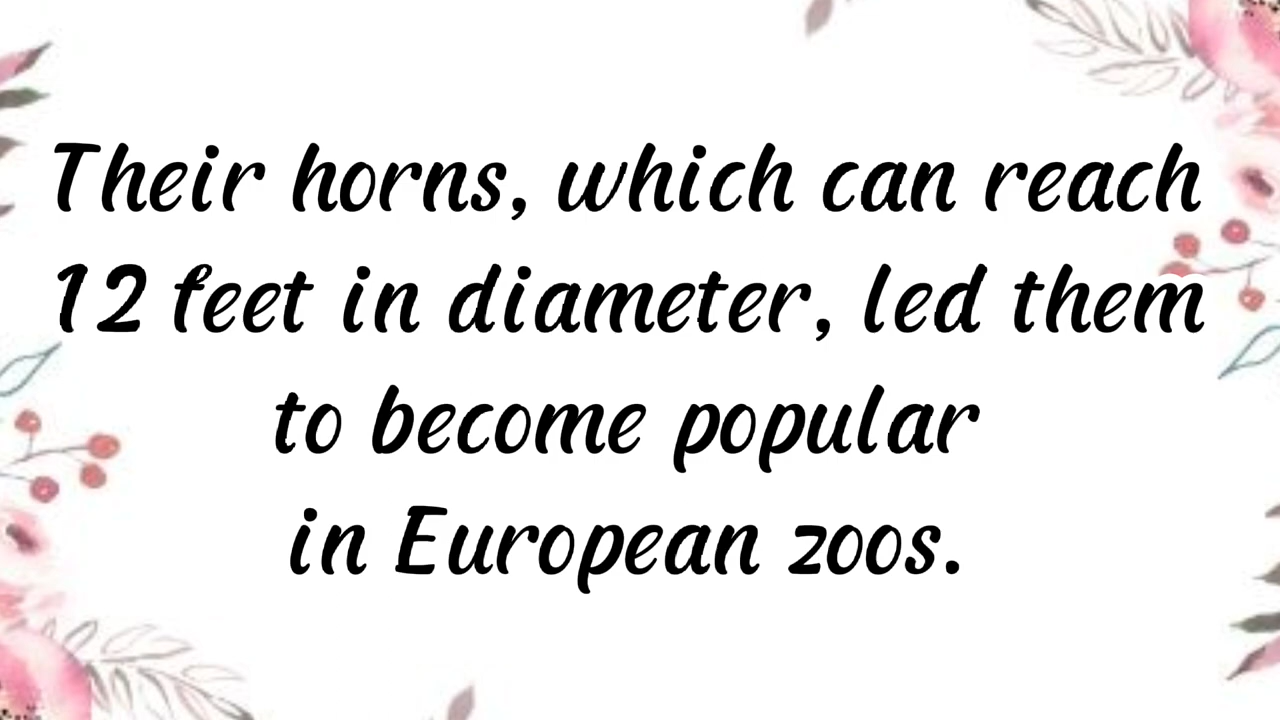 Their horns, which can reach
12 feet in diameter, led them
to become popular
in European zoos.